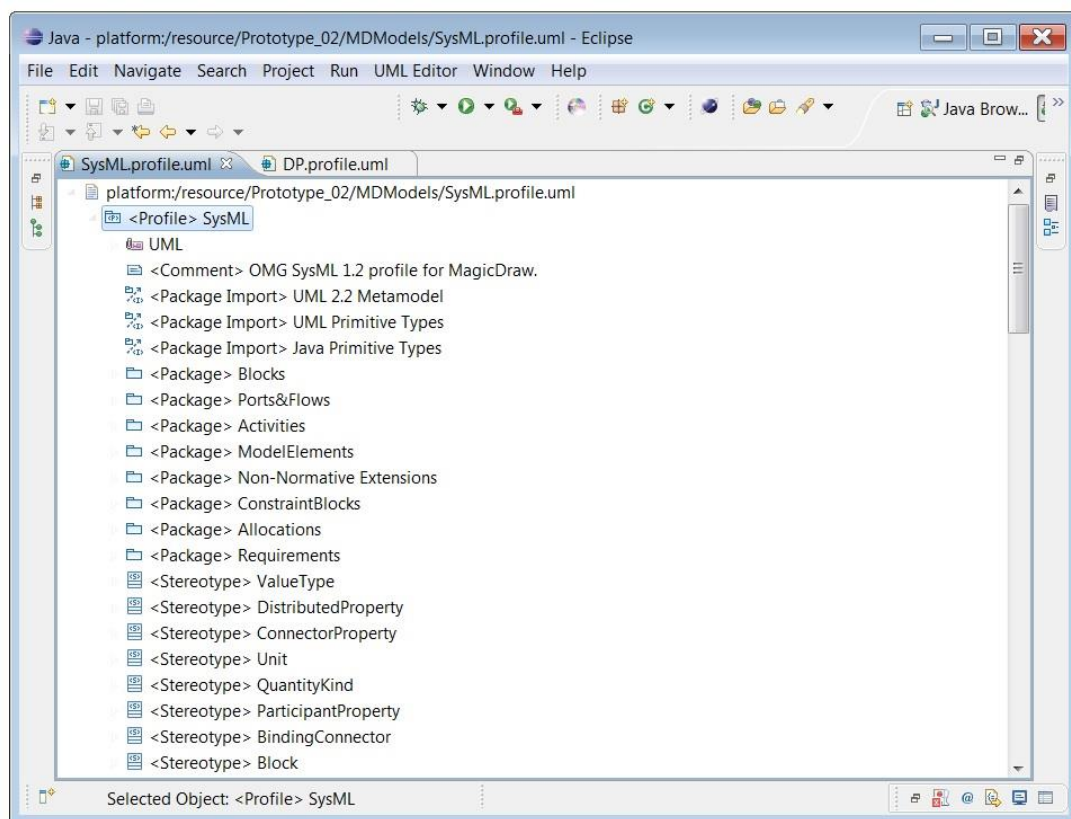 Java - platform:/resource/Prototype_02/MDModels/SysML.profile.uml - Eclipse
File Edit Navigate Search Project Run UML Editor Window Help
Java Brow...
SysML.profile.uml DP.profile.uml
platform:/resource/Prototype_02/MDModels/SysML.profile.uml
<Profile> SysML
UML
<Comment> OMG SysML 1.2 profile for MagicDraw.
<Package Import> UML 2.2 Metamodel
<Package Import> UML Primitive Types
<Package Import> Java Primitive Types
<Package> Blocks
<Package> Ports&Flows
<Package> Activities
<Package> ModelElements
<Package> Non-Normative Extensions
<Package> ConstraintBlocks
<Package> Allocations
<Package> Requirements
<Stereotype> ValueType
<Stereotype> DistributedProperty
<Stereotype> ConnectorProperty
<Stereotype> Unit
<Stereotype> QuantityKind
<Stereotype> ParticipantProperty
<Stereotype> BindingConnector
<Stereotype> Block
Selected Object: <Profile> SysML